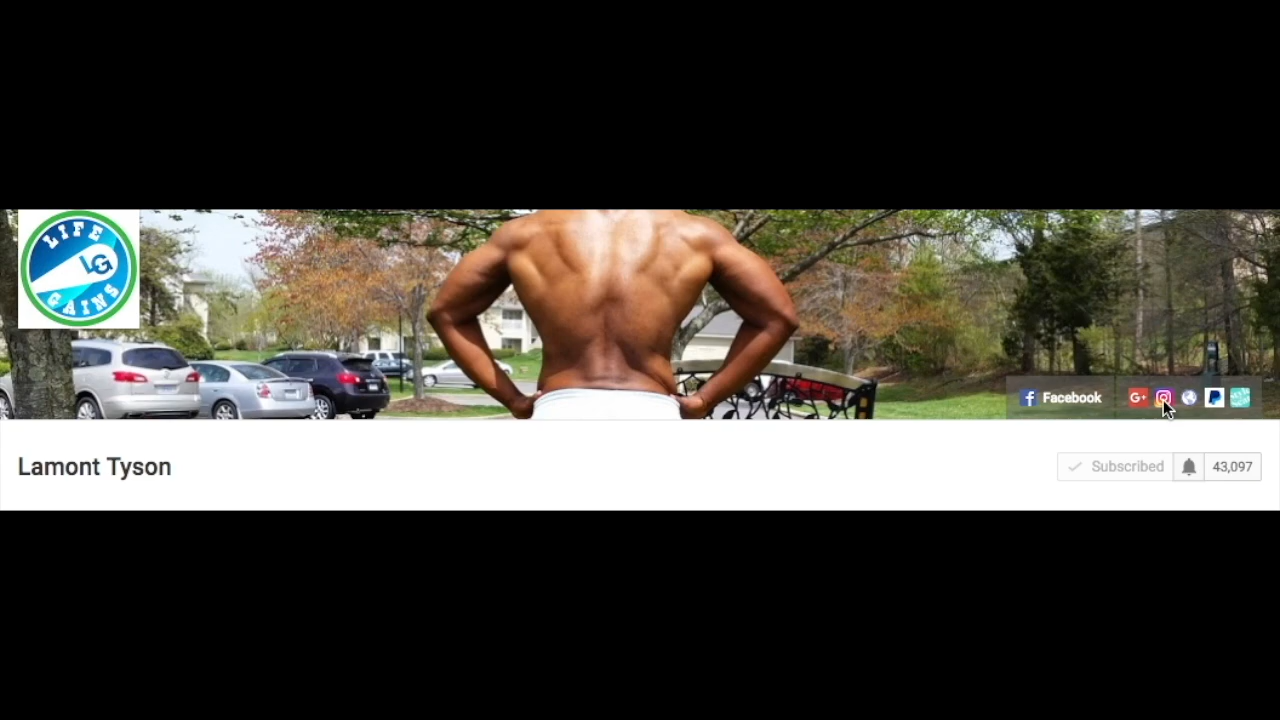 LIFE
LG
GAINS
Facebook
G+
Lamont Tyson
Subscribed
43,097